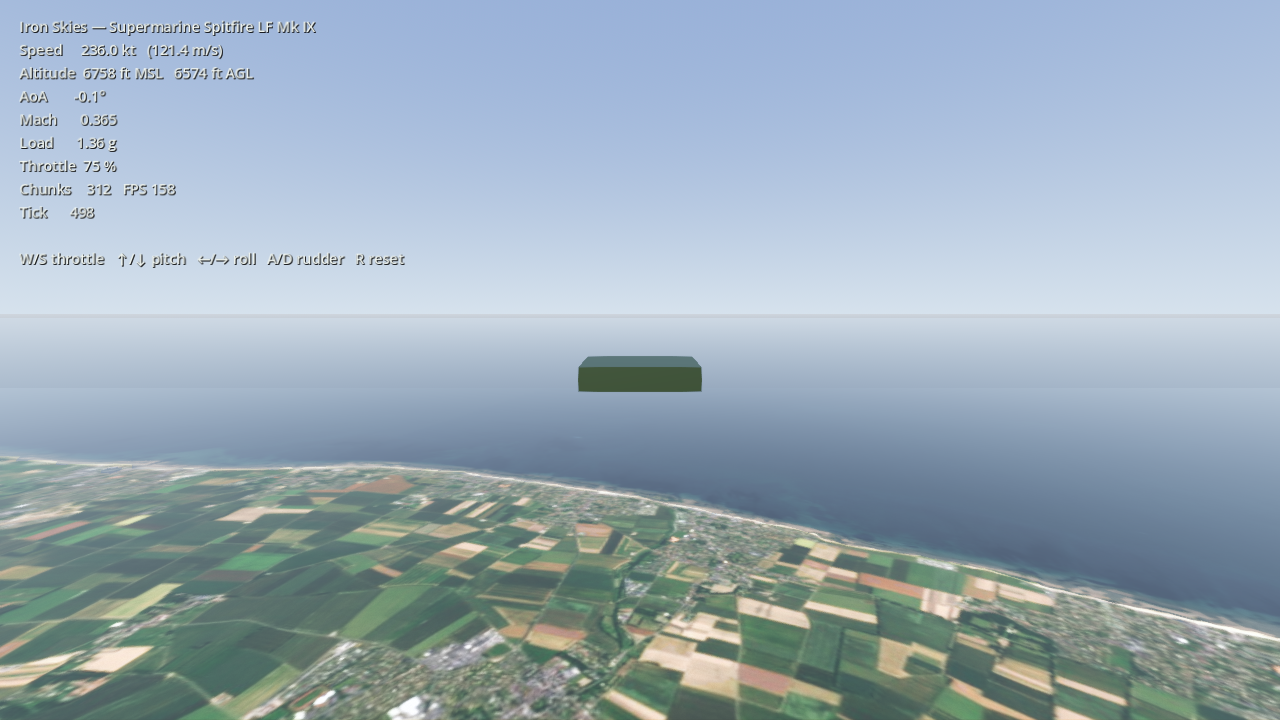 Iron Skies — Supermarine Spitfire LF Mk IX
Speed 236.0 kt (121.4 m/s)
Altitude 6758 ft MSL 6574 ft AGL
AoA -0.1°
Mach 0.365
Load 1.36 g
Throttle 75 %
Chunks 312 FPS 158
Tick 498
W/S throttle ↑/↓ pitch ←/→ roll A/D rudder R reset